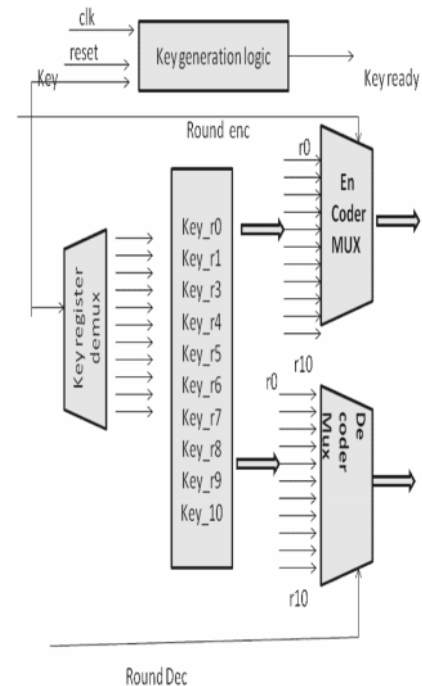 clk
Key generation logic
reset
Key
Key ready
Round enc
r0
En
Coder
MUX
Key_r0
Key_r1
Key_r3
Key_r4
Key_r5
Key_r6
Key_r7
Key_r8
Key_r9
Key_10
Key register
demux
r10
r0
De
coder
Mux
r10
Round Dec